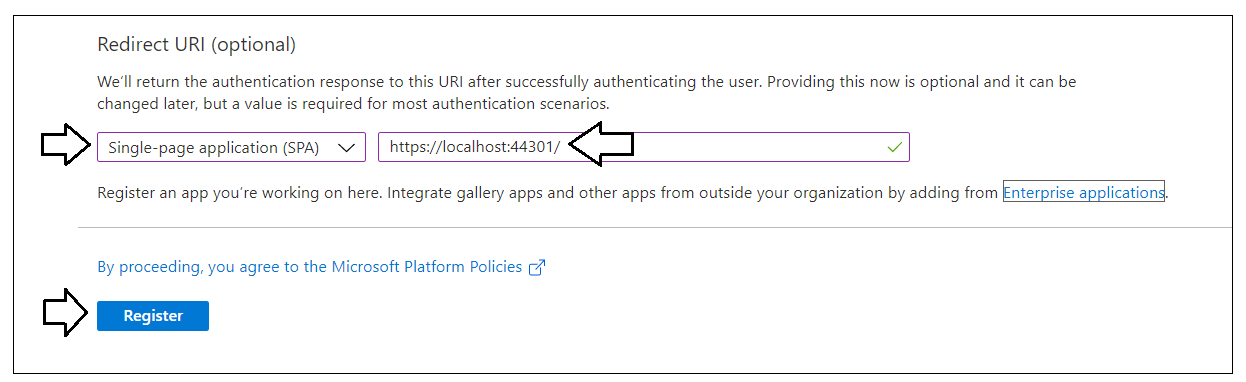 Redirect URI (optional)
We’ll return the authentication response to this URI after successfully authenticating the user. Providing this now is optional and it can be
changed later, but a value is required for most authentication scenarios.
Single-page application (SPA) https://localhost:44301/
Register an app you’re working on here. Integrate gallery apps and other apps from outside your organization by adding from Enterprise applications.
By proceeding, you agree to the Microsoft Platform Policies
Register